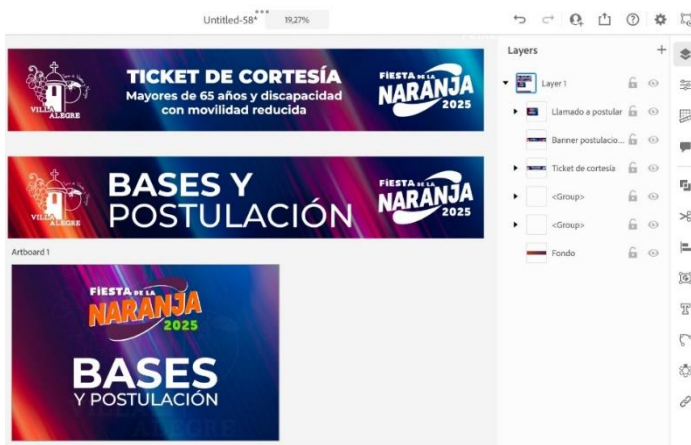 Untitled-58*
19,27%
Layers
Layer 1
Llamado a postular
Banner postulacio...
Ticket de cortesía
<Group>
<Group>
Fondo
VILLA ALEGRE
TICKET DE CORTESÍA
Mayores de 65 años y discapacidad
con movilidad reducida
FiESTA DE LA
NARANJA
2025
VILLA ALEGRE
BASES Y
POSTULACIÓN
FiESTA DE LA
NARANJA
2025
Artboard 1
FiESTA DE LA
NARANJA
2025
BASES
Y POSTULACIÓN